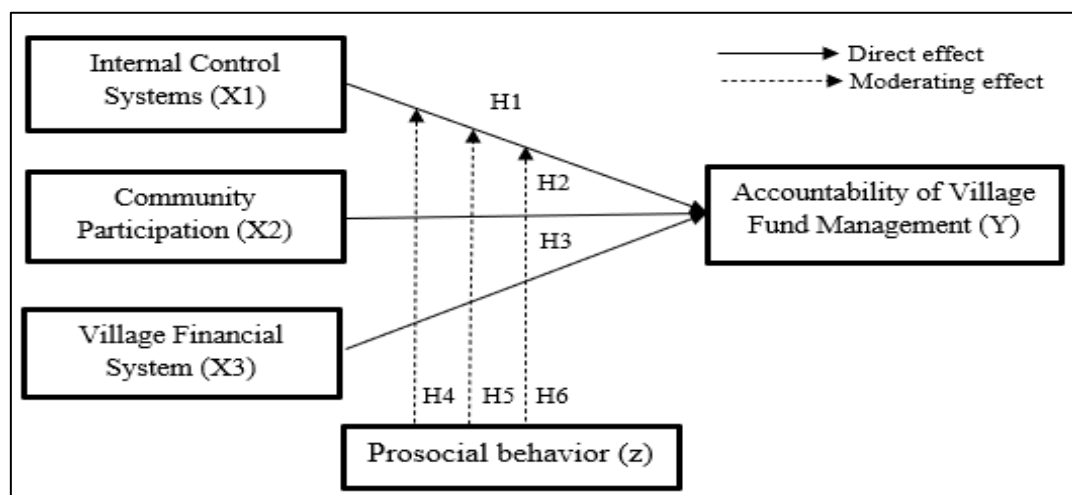 Internal Control
Systems (X1)
Direct effect
Moderating effect
H1
Community
Participation (X2)
H2
H3
Accountability of Village
Fund Management (Y)
Village Financial
System (X3)
H4
H5
H6
Prosocial behavior (z)